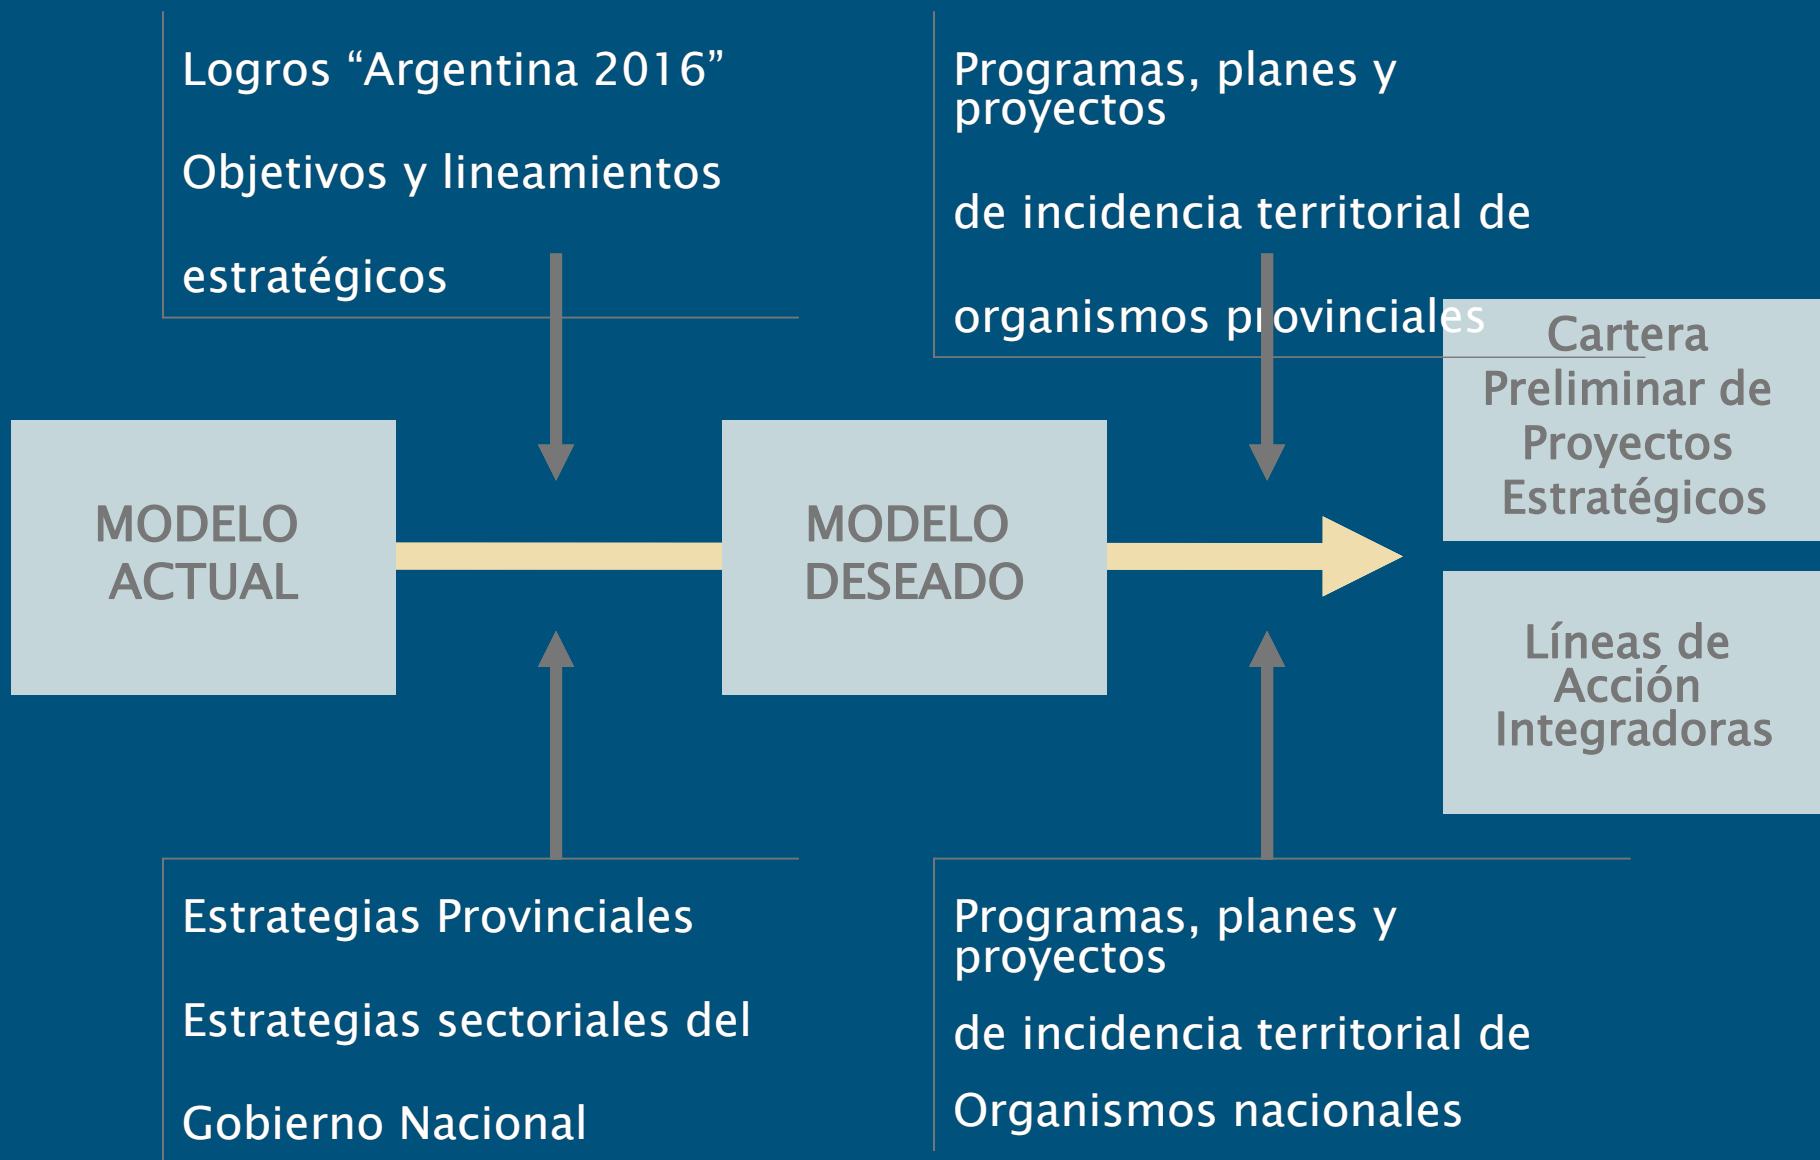 Logros “Argentina 2016”
Objetivos y lineamientos
estratégicos
Programas, planes y
proyectos
de incidencia territorial de
organismos provinciales
MODELO
ACTUAL
MODELO
DESEADO
Cartera
Preliminar de
Proyectos
Estratégicos
Líneas de
Acción
Integradoras
Estrategias Provinciales
Estrategias sectoriales del
Gobierno Nacional
Programas, planes y
proyectos
de incidencia territorial de
Organismos nacionales